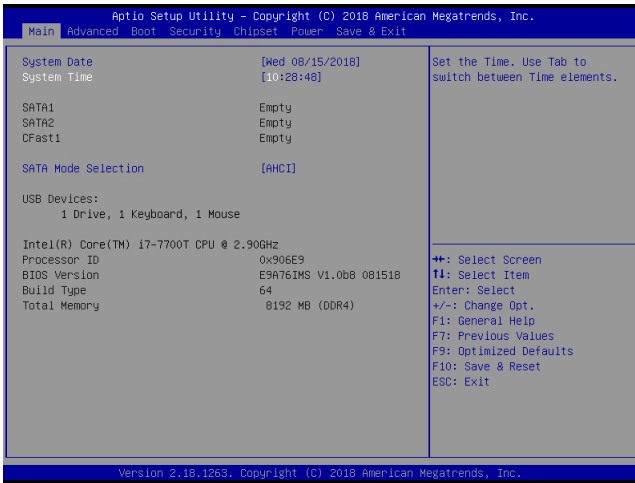 Aptio Setup Utility – Copyright (C) 2018 American Megatrends, Inc.
Main Advanced Boot Security Chipset Power Save & Exit
System Date [Wed 08/15/2018]
System Time [10:28:48]
SATA1 Empty
SATA2 Empty
CFast1 Empty
SATA Mode Selection [AHCI]
USB Devices:
1 Drive, 1 Keyboard, 1 Mouse
Intel(R) Core(TM) i7-7700T CPU @ 2.90GHz
Processor ID 0x906E9
BIOS Version E9A76IMS V1.0b8 081518
Build Type 64
Total Memory 8192 MB (DDR4)
Set the Time. Use Tab to
switch between Time elements.
→←: Select Screen
↑↓: Select Item
Enter: Select
+/-: Change Opt.
F1: General Help
F7: Previous Values
F9: Optimized Defaults
F10: Save & Reset
ESC: Exit
Version 2.18.1263. Copyright (C) 2018 American Megatrends, Inc.